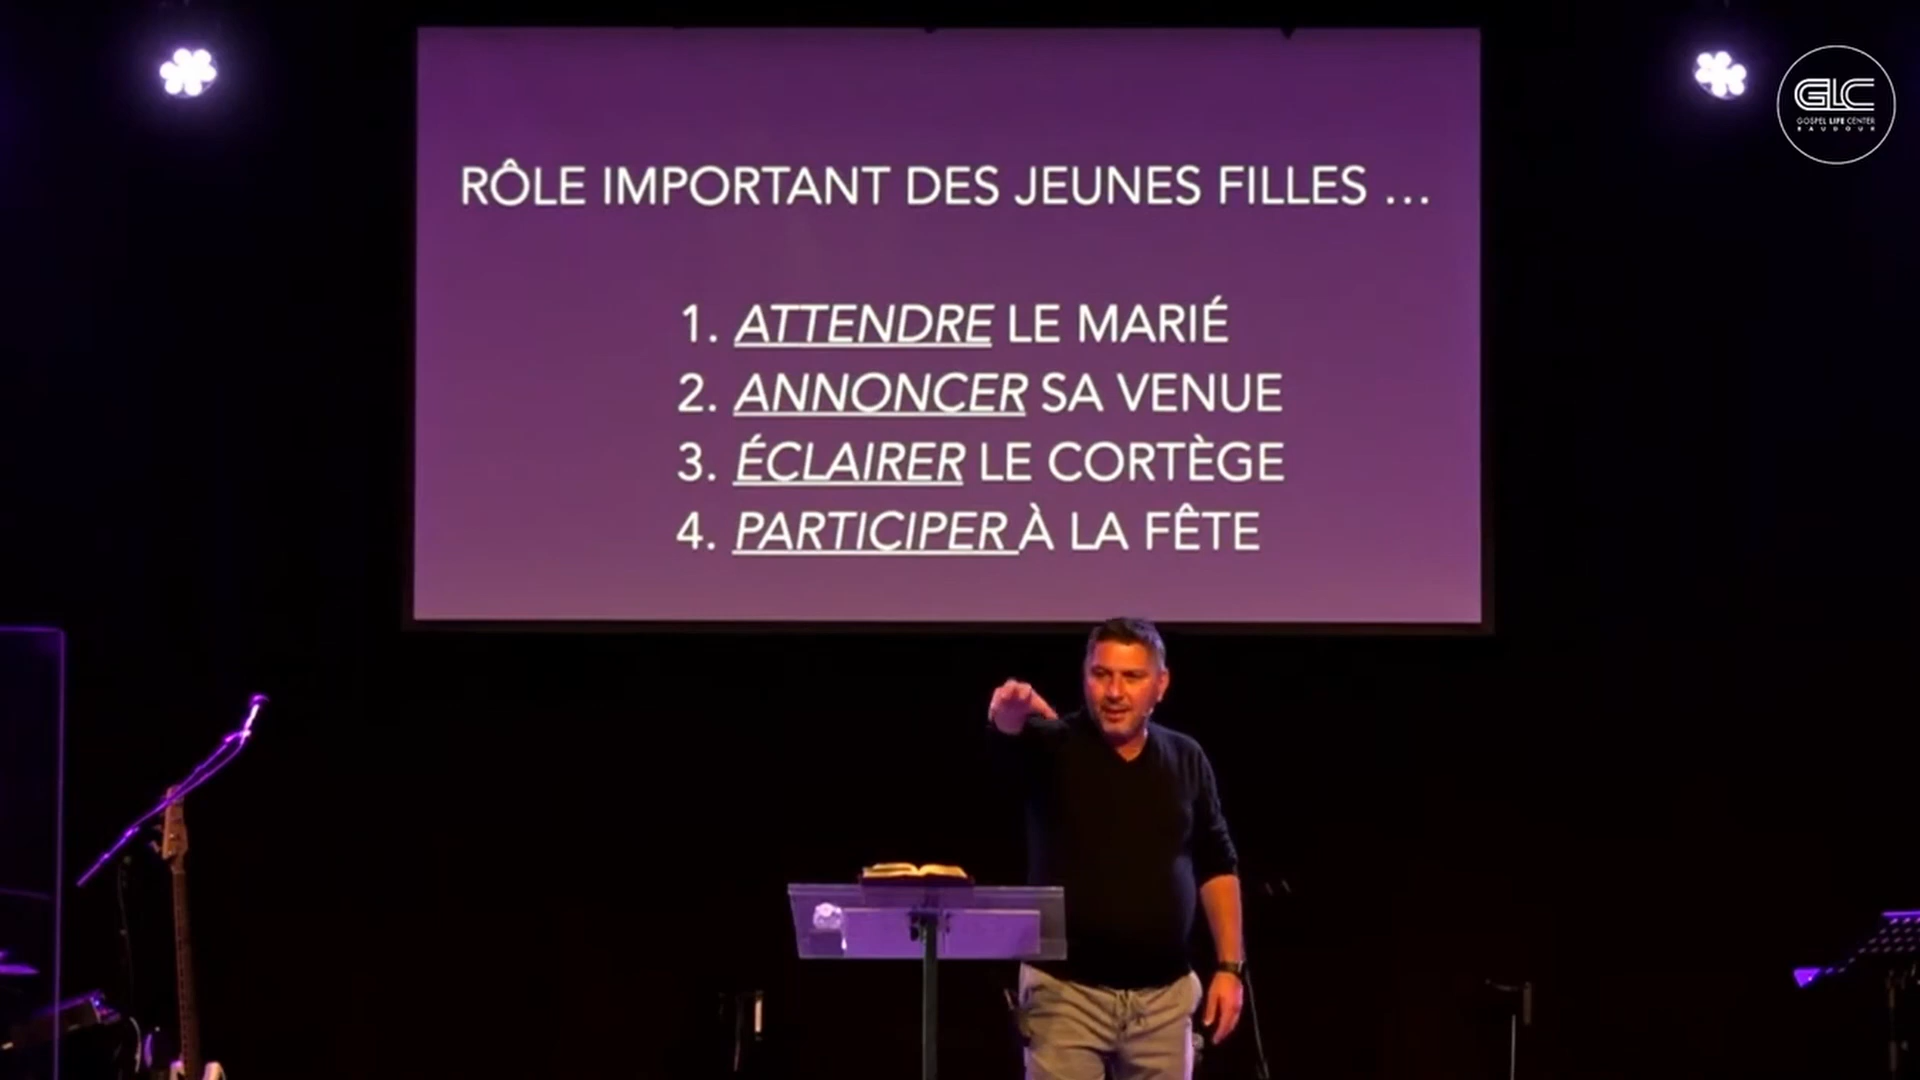 RÔLE IMPORTANT DES JEUNES FILLES ...
1. ATTENDRE LE MARIÉ
2. ANNONCER SA VENUE
3. ÉCLAIRER LE CORTÈGE
4. PARTICIPER À LA FÊTE
GLC
GOSPEL LIFE CENTER
BAUDOUR